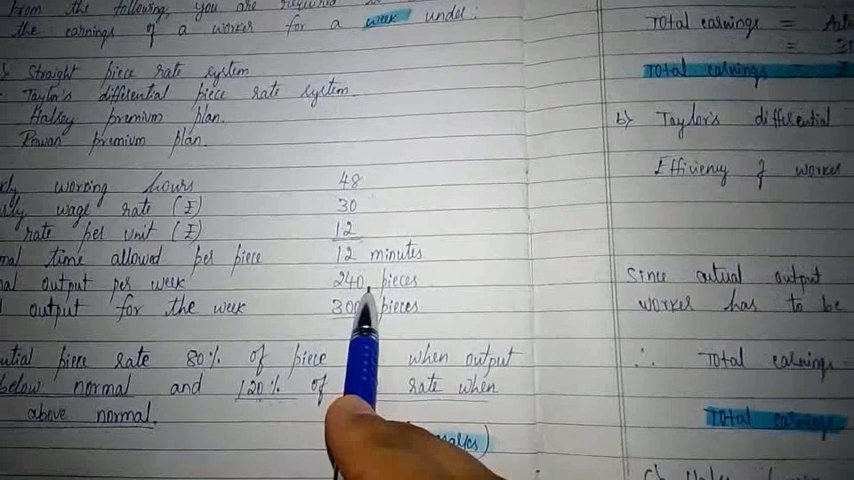 From the following, you are required to
the earnings of a worker for a week under:
Straight piece rate system
Taylor's differential piece rate system.
Halsey premium plan.
Rowan premium plan.
working hours 48
wage rate (₹) 30
rate per unit (₹) 12
time allowed per piece 12 minutes
output per week 240 pieces
output for the week 300 pieces
piece rate 80% of piece when output
below normal and 120% of rate when
above normal.
Total earnings =
=
Total earnings =
b) Taylor's differential
Efficiency of worker
Since actual output
worker has to be
∴ Total earnings
Total earnings